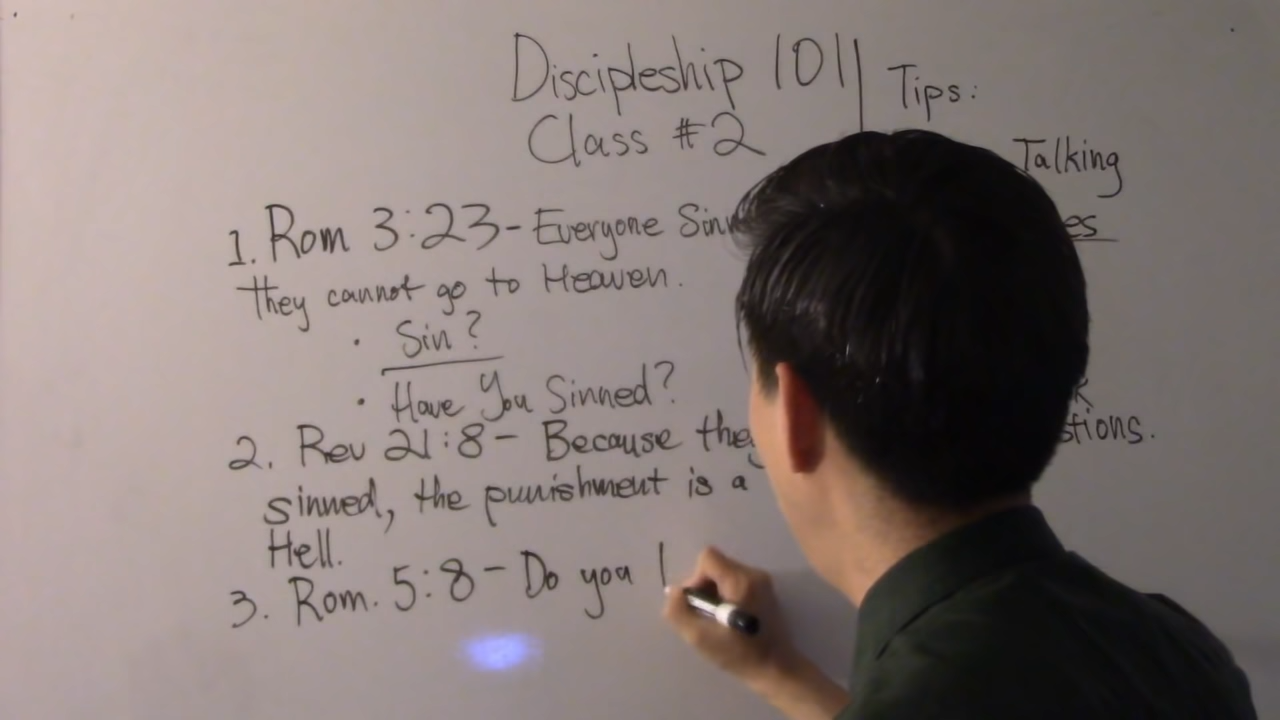 Discipleship 101
Class #2
1. Rom 3:23 - Everyone
they cannot go to Heaven.
• Sin?
• Have You Sinned?
2. Rev 21:8 - Because
sinned, the punishment is a
Hell.
3. Rom. 5:8 - Do you
Tips:
Talking